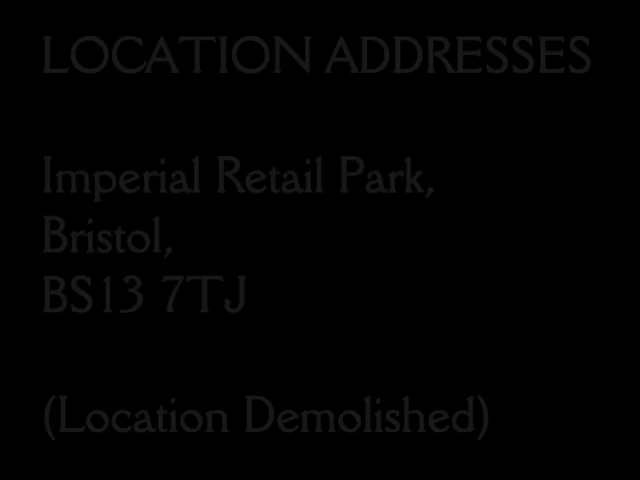 LOCATION ADDRESSES
Imperial Retail Park,
Bristol,
BS13 7TJ
(Location Demolished)